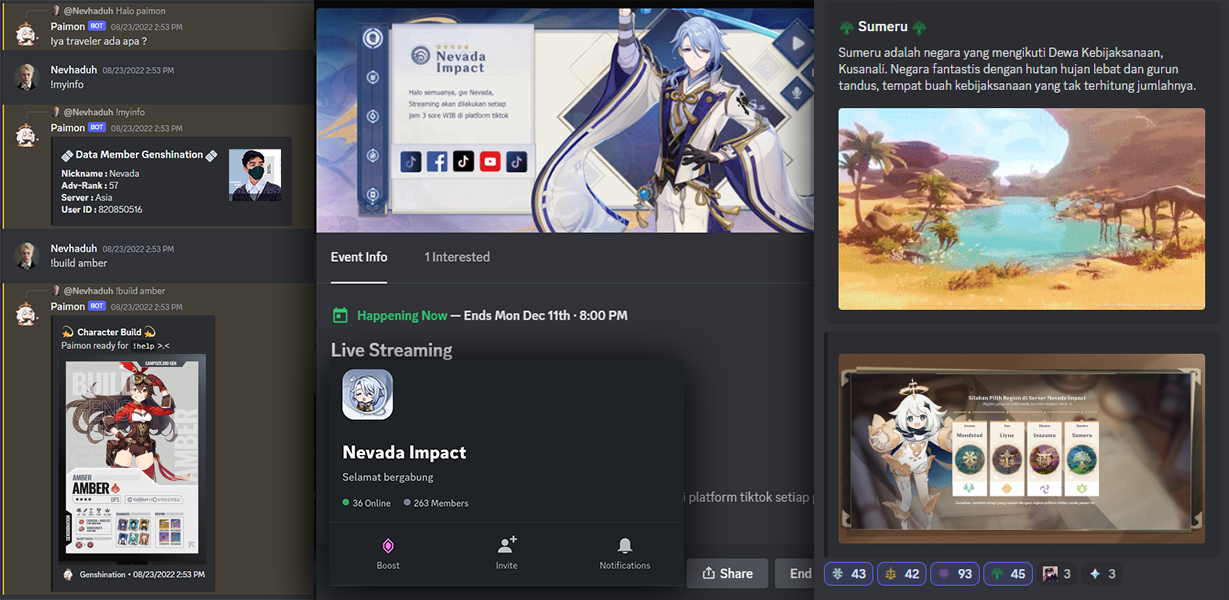 @Nevhaduh Halo paimon
Paimon BOT 08/23/2022 2:53 PM
Iya traveler ada apa ?
Nevhaduh 08/23/2022 2:53 PM
!myinfo
@Nevhaduh !myinfo
Paimon BOT 08/23/2022 2:53 PM
Data Member Genshination
Nickname : Nevada
Adv-Rank : 57
Server : Asia
User ID : 820850516
Nevhaduh 08/23/2022 2:53 PM
!build amber
@Nevhaduh !build amber
Paimon BOT 08/23/2022 2:53 PM
Character Build
Paimon ready for !help >.<
CAMPSITE.AND GEN
BUILD
AMBER
AMBER
AMBER
DPS
HOYOVERSE
GENSHINATION
Genshination • 08/23/2022 2:53 PM
Nevada
Impact
Halo semuanya, gw Nevada,
Streaming akan dilakukan setiap
jam 3 sore WIB di platform tiktok
Event Info
1 Interested
Happening Now — Ends Mon Dec 11th · 8:00 PM
Live Streaming
Nevada Impact
Selamat bergabung
36 Online 263 Members
i platform tiktok setiap
Boost
Invite
Notifications
Share
End
Sumeru
Sumeru adalah negara yang mengikuti Dewa Kebijaksanaan,
Kusanali. Negara fantastis dengan hutan hujan lebat dan gurun
tandus, tempat buah kebijaksanaan yang tak terhitung jumlahnya.
Silakan Pilih Region di Server Nevada Impact
Mondstad
Liyue
Inazuma
Sumeru
43
42
93
45
3
3